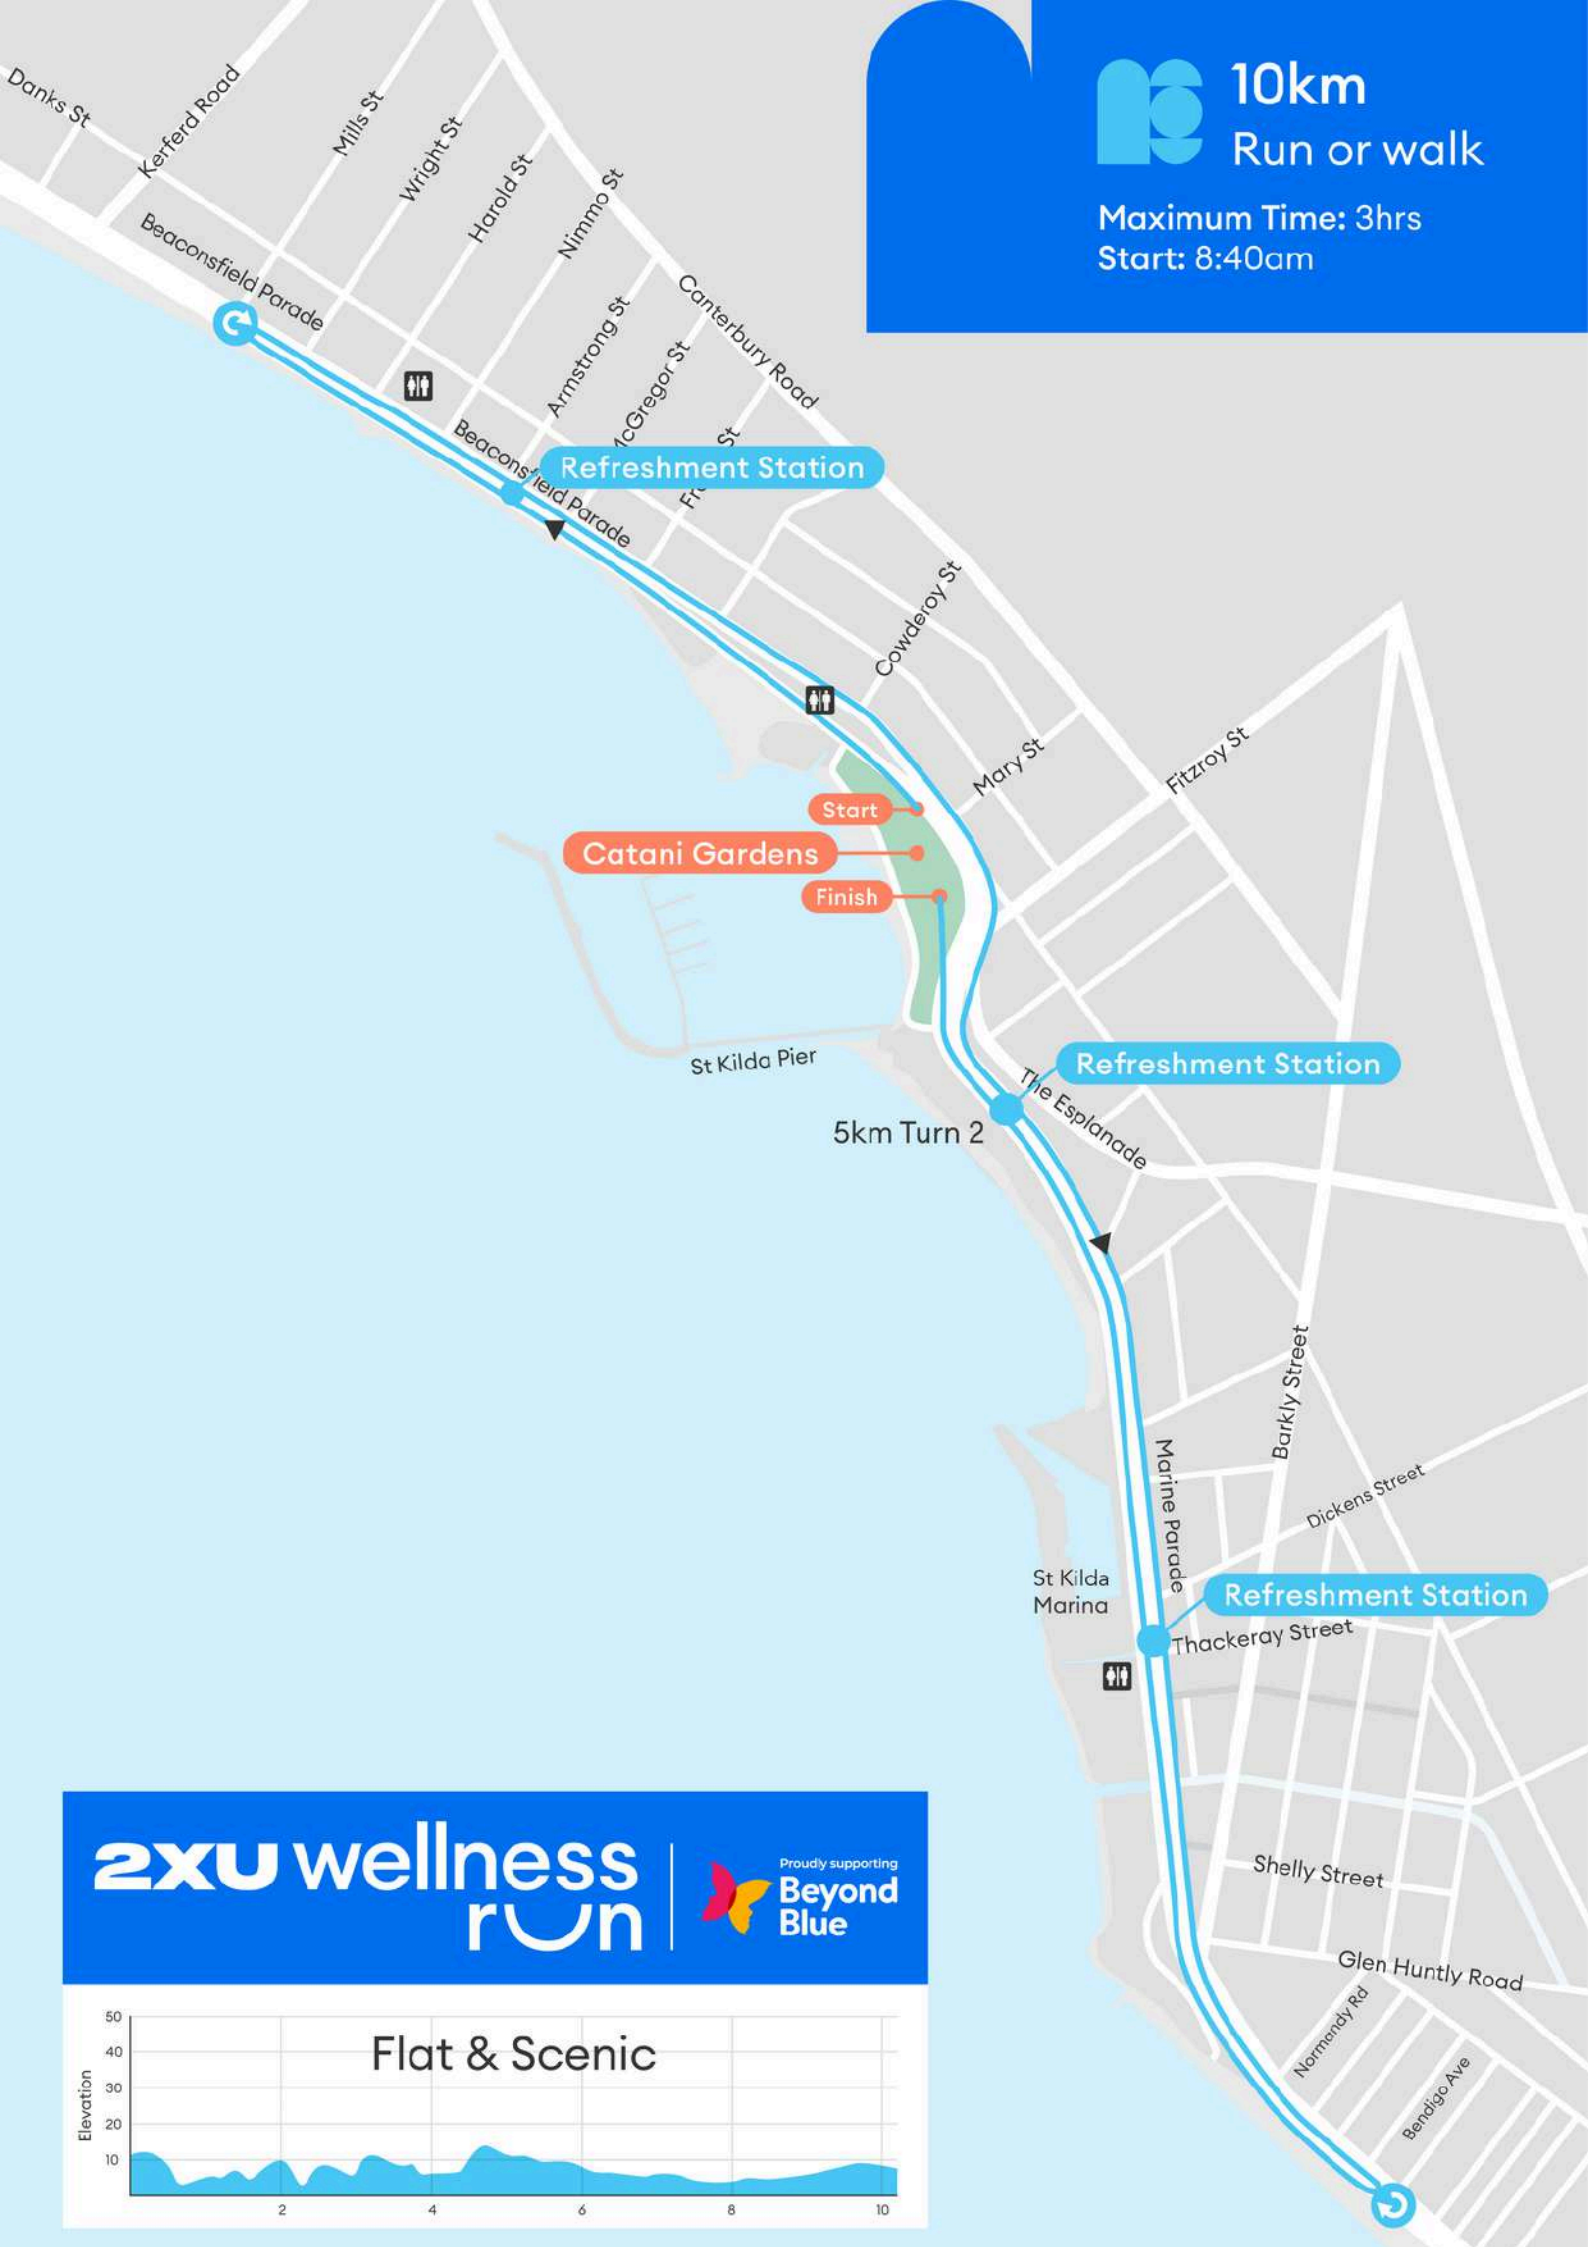 10km
Run or walk
Maximum Time: 3hrs
Start: 8:40am
Danks St
Kerferd Road
Mills St
Wright St
Harold St
Nimmo St
Beaconsfield Parade
Canterbury Road
Armstrong St
McGregor St
St
Beaconsfield Parade
Refreshment Station
Cowderoy St
Mary St
Fitzroy St
Start
Catani Gardens
Finish
St Kilda Pier
The Esplanade
Refreshment Station
5km Turn 2
Barkly Street
Marine Parade
Dickens Street
St Kilda
Marina
Refreshment Station
Thackeray Street
Shelly Street
Glen Huntly Road
Normandy Rd
Bendigo Ave
2XU wellness
run
Proudly supporting
Beyond
Blue
Flat & Scenic
Elevation
50
40
30
20
10
2
4
6
8
10